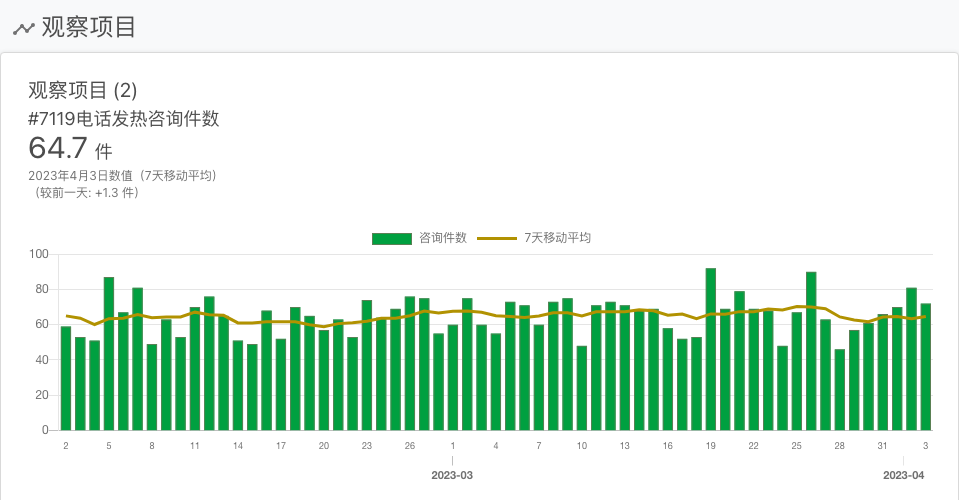 观察项目
观察项目 (2)
#7119电话发热咨询件数
64.7 件
2023年4月3日数值（7天移动平均）
（较前一天: +1.3 件）
咨询件数 7天移动平均
100
80
60
40
20
0
2 5 8 11 14 17 20 23 26 1 4 7 10 13 16 19 22 25 28 31 3
2023-03 2023-04